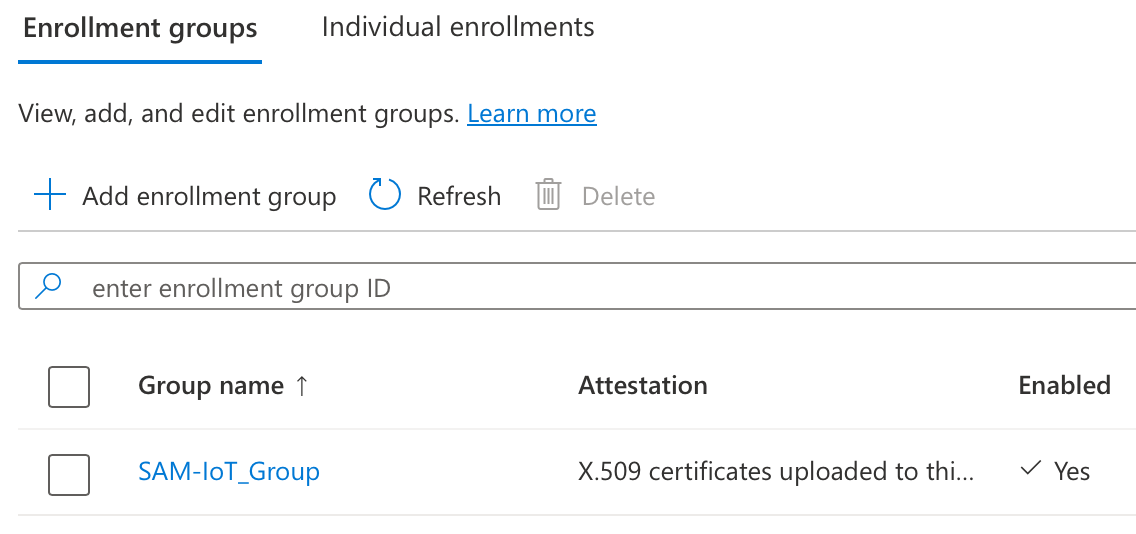 Enrollment groups Individual enrollments
View, add, and edit enrollment groups. Learn more
Add enrollment group Refresh Delete
enter enrollment group ID
Group name ↑ Attestation Enabled
SAM-IoT_Group X.509 certificates uploaded to thi... Yes